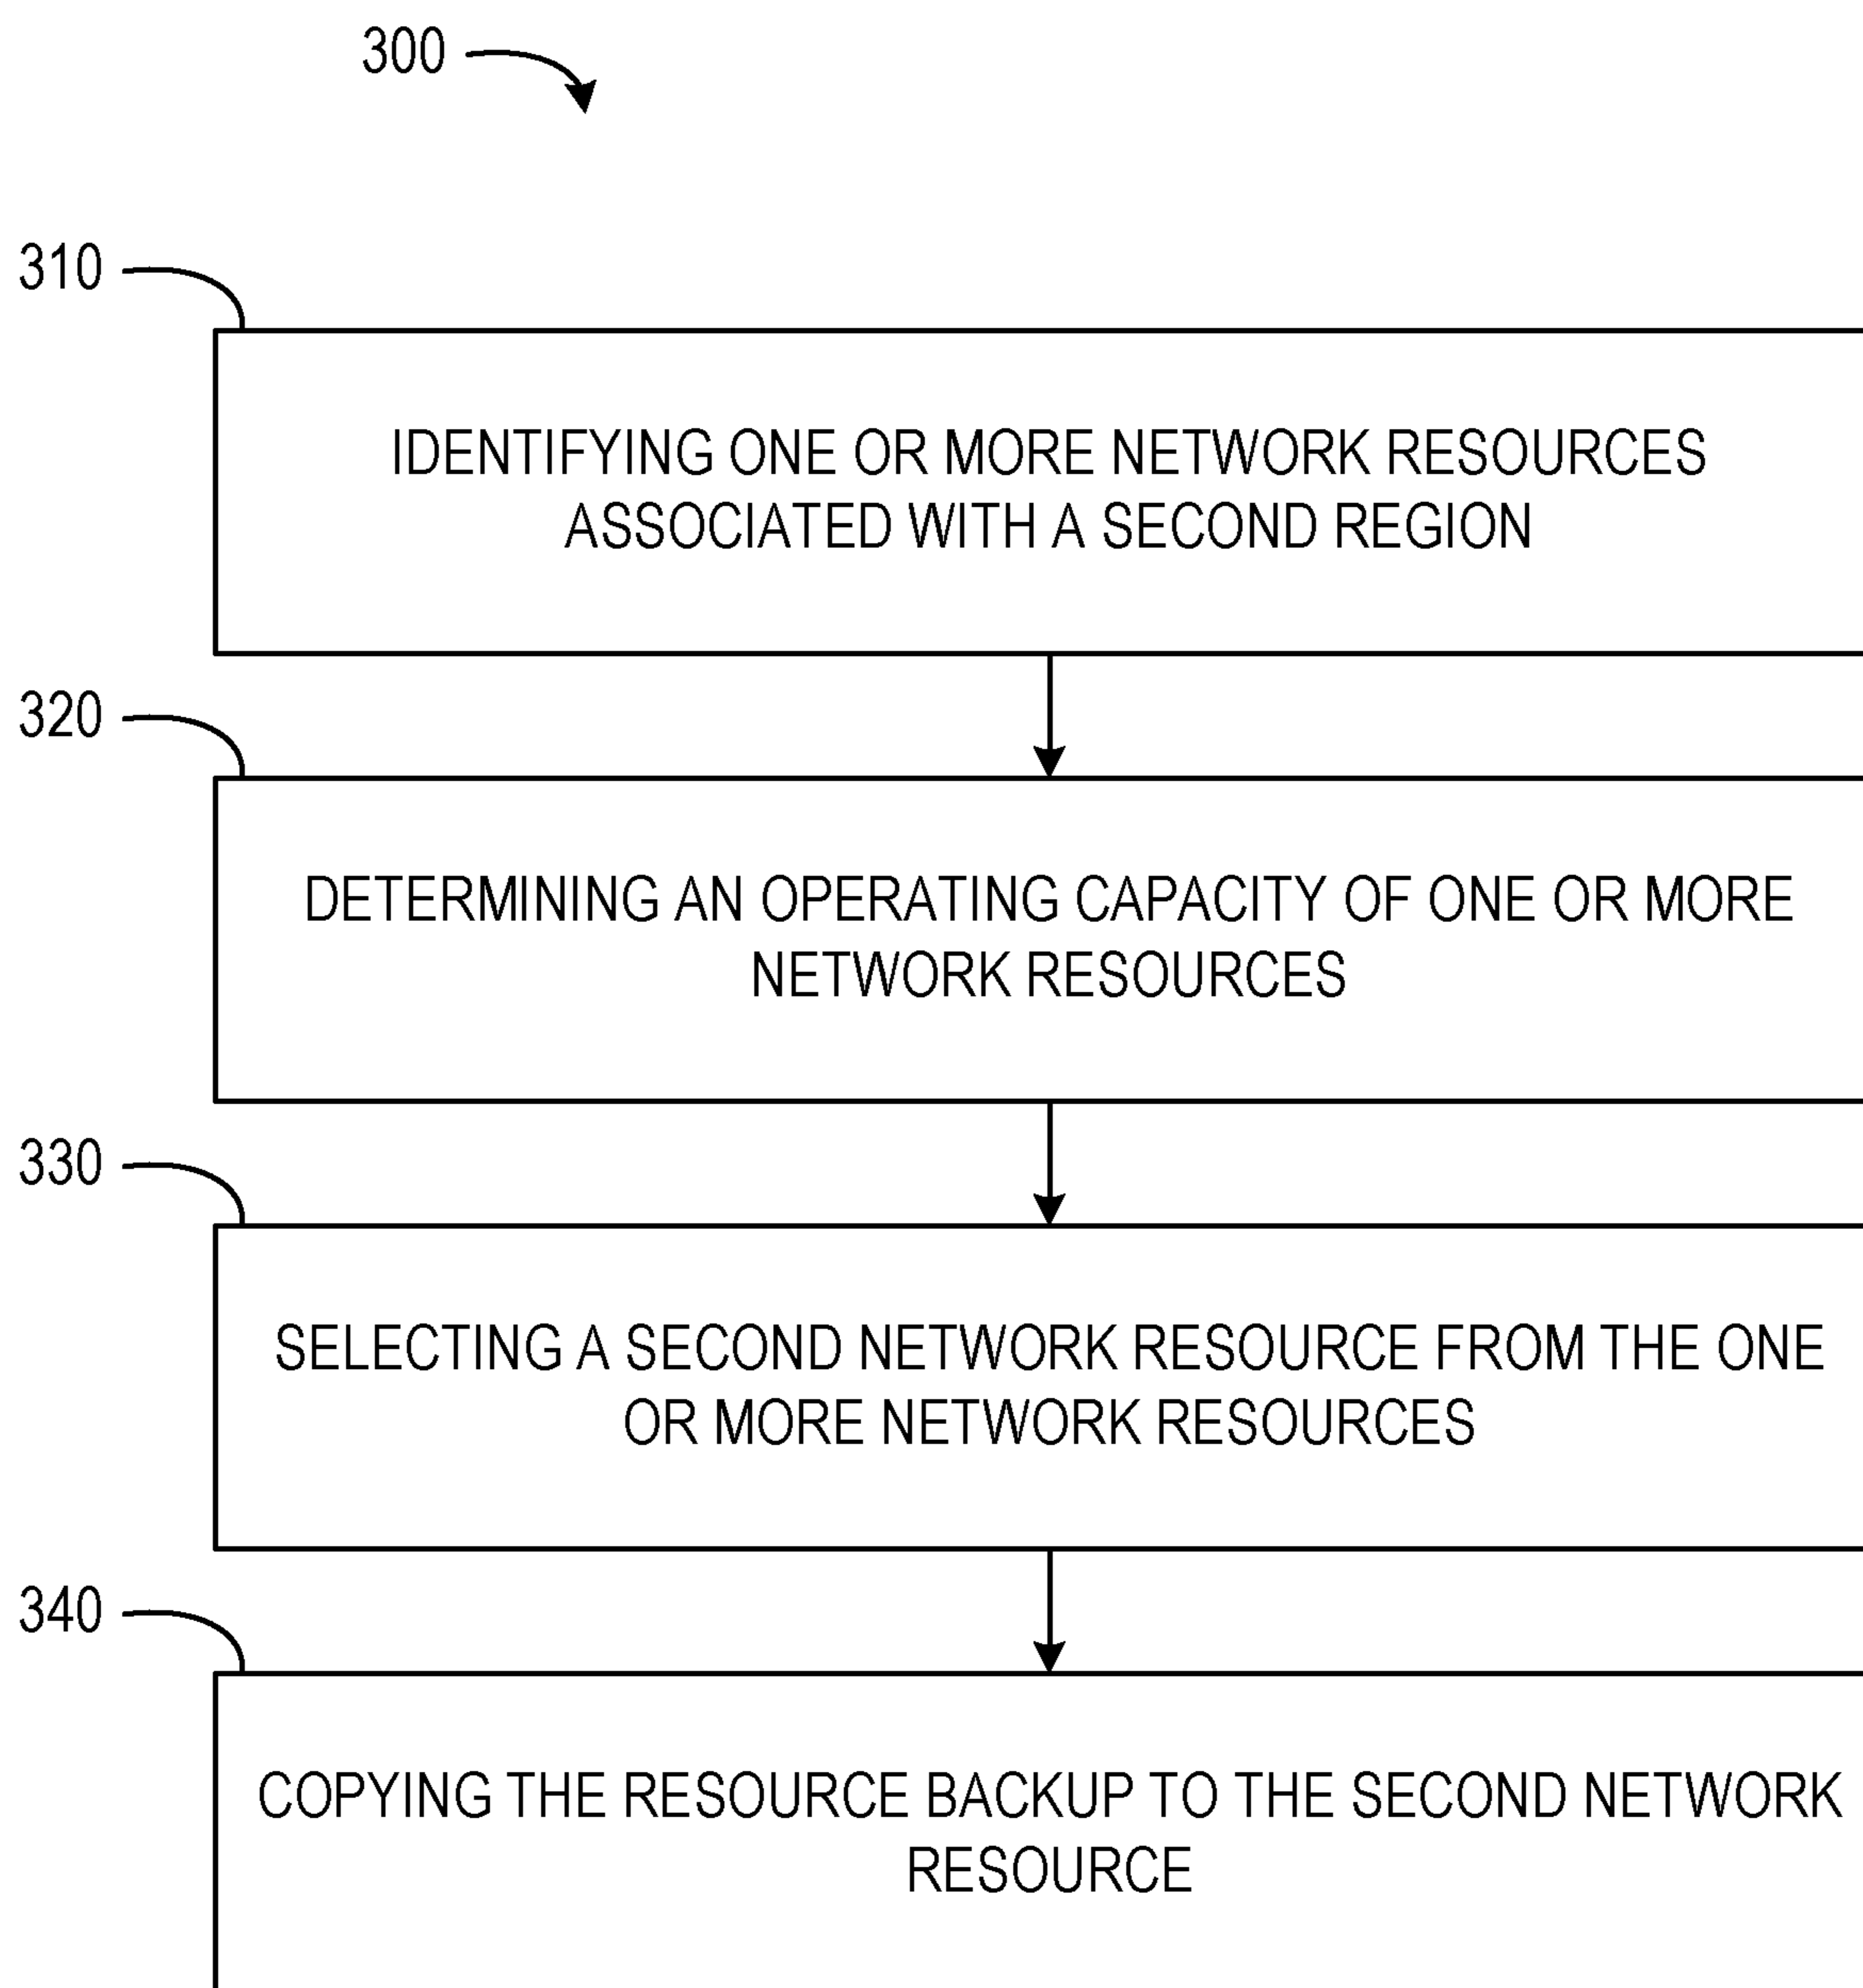 300
310
IDENTIFYING ONE OR MORE NETWORK RESOURCES
ASSOCIATED WITH A SECOND REGION
320
DETERMINING AN OPERATING CAPACITY OF ONE OR MORE
NETWORK RESOURCES
330
SELECTING A SECOND NETWORK RESOURCE FROM THE ONE
OR MORE NETWORK RESOURCES
340
COPYING THE RESOURCE BACKUP TO THE SECOND NETWORK
RESOURCE